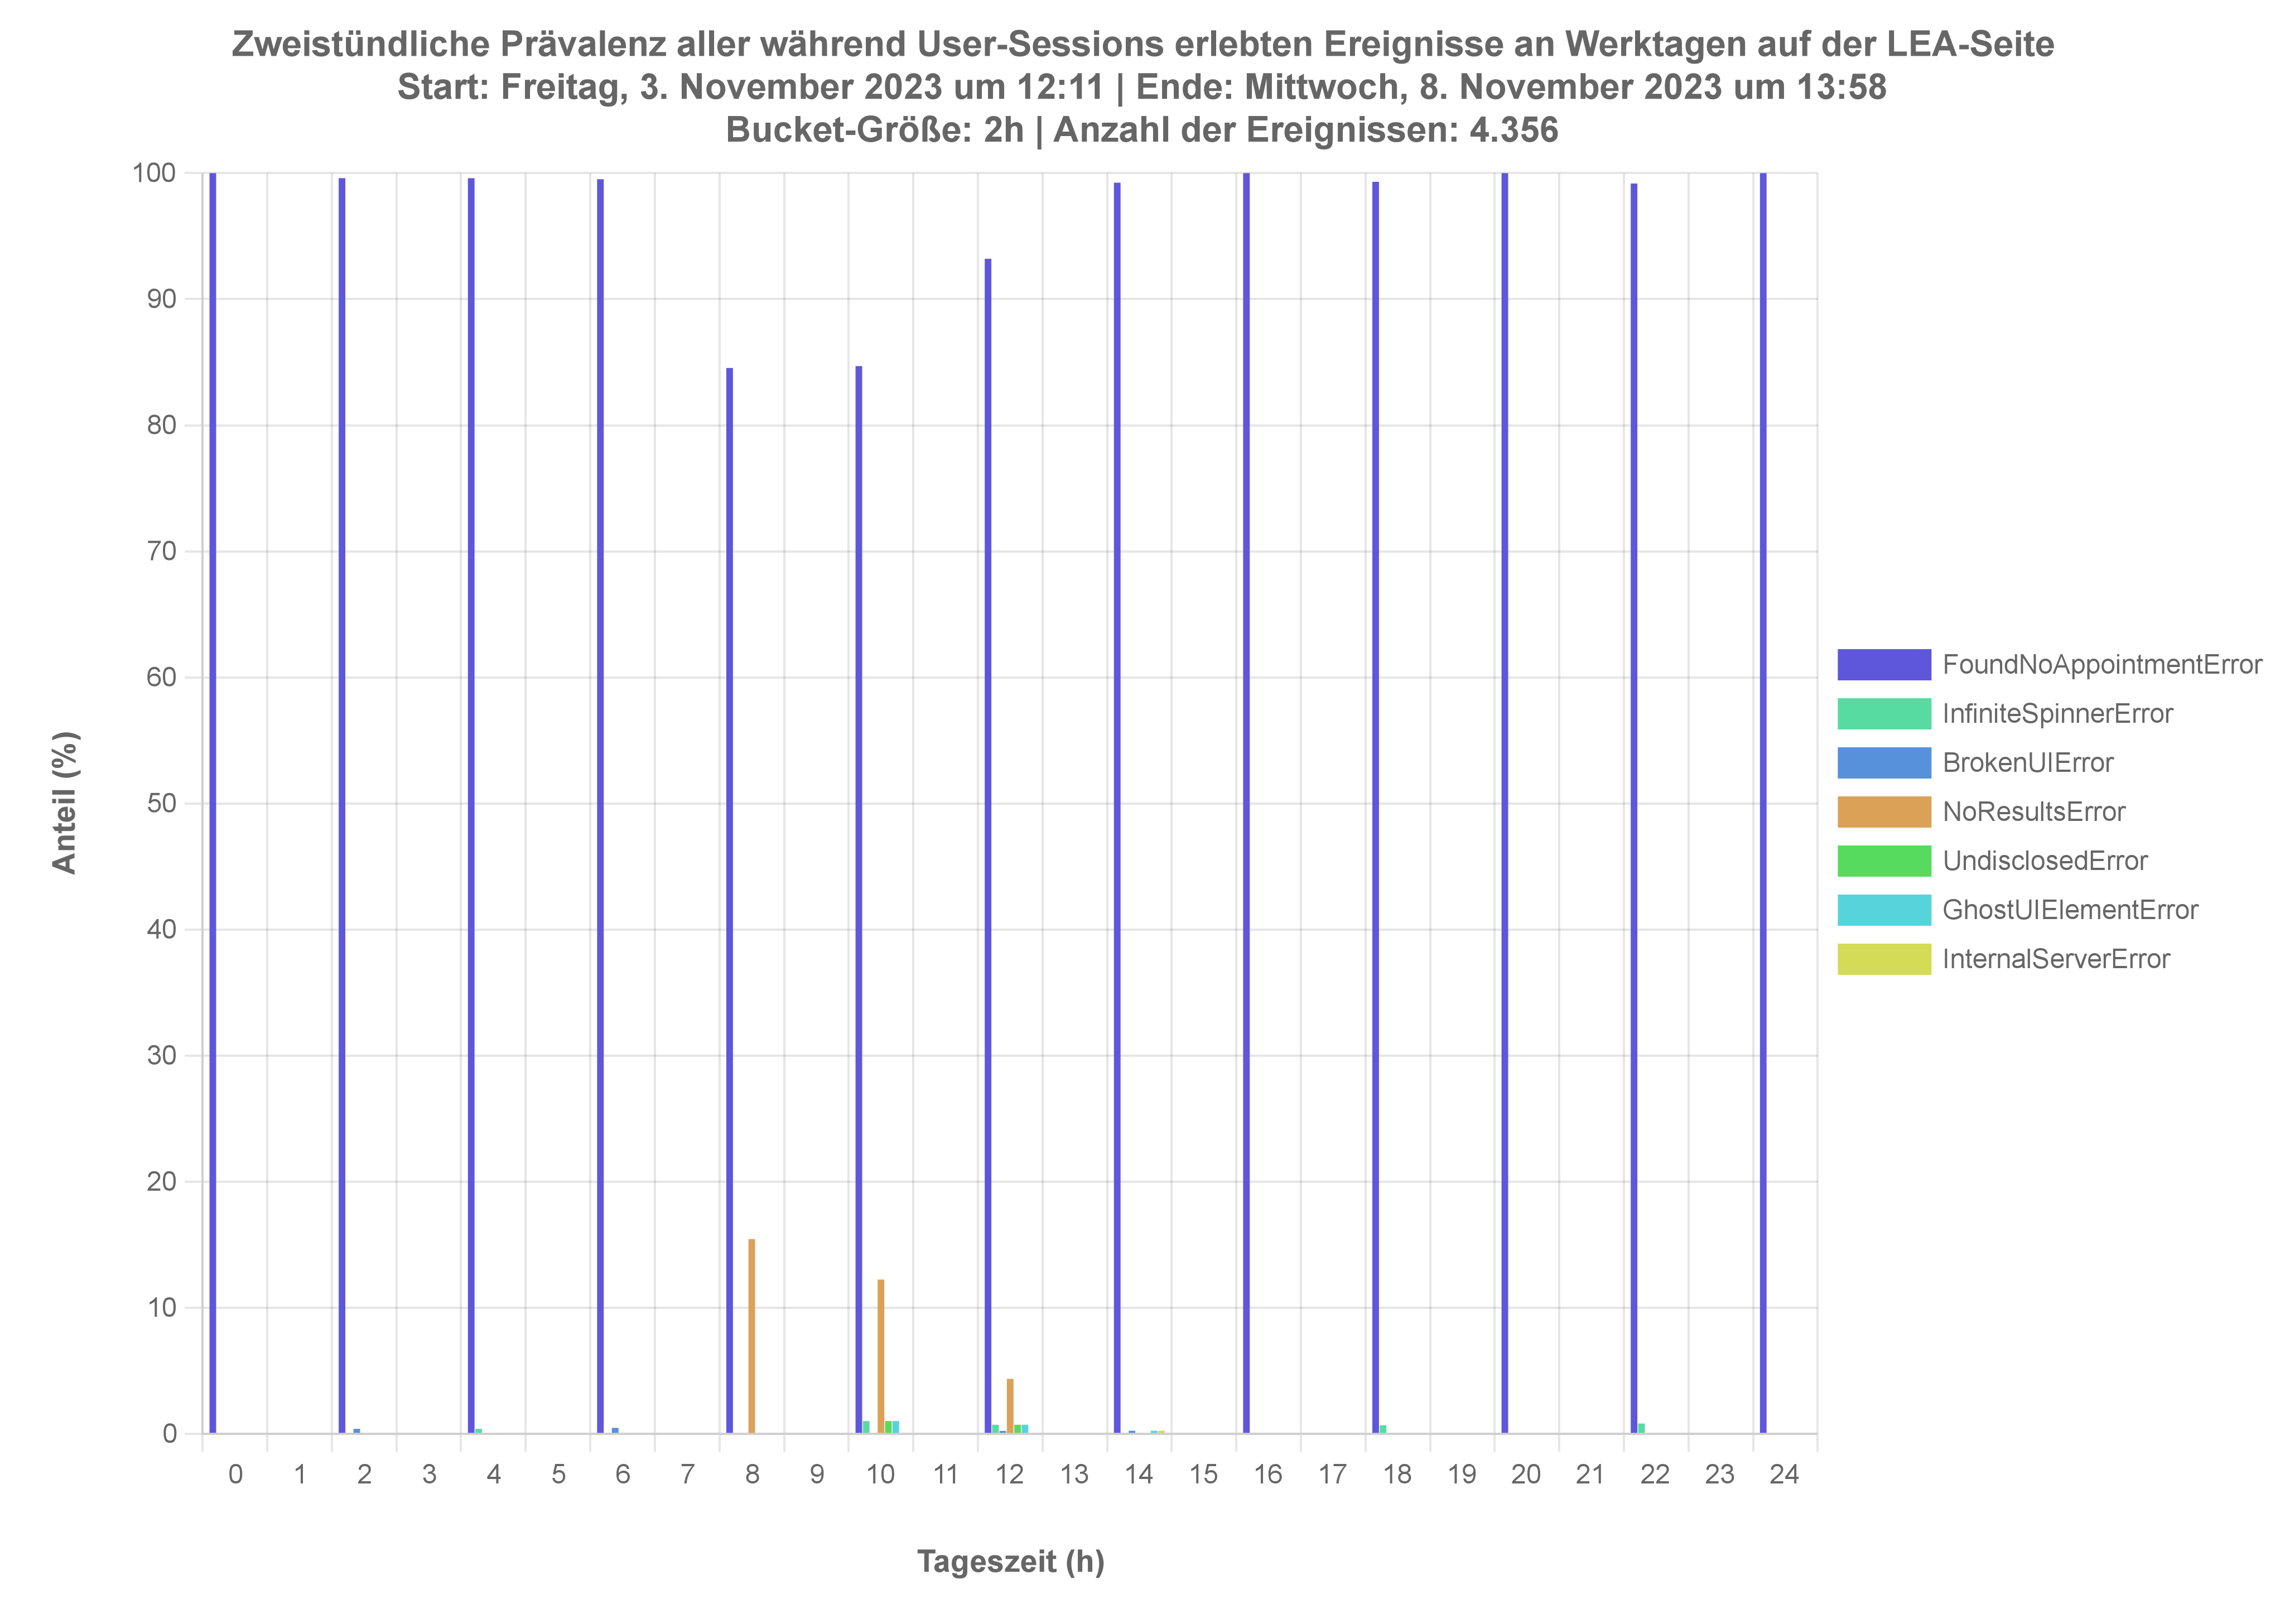 Zweistündliche Prävalenz aller während User-Sessions erlebten Ereignisse an Werktagen auf der LEA-Seite
Start: Freitag, 3. November 2023 um 12:11 | Ende: Mittwoch, 8. November 2023 um 13:58
Bucket-Größe: 2h | Anzahl der Ereignissen: 4.356
100
90
80
70
60
50
40
30
20
10
0
Anteil (%)
0 1 2 3 4 5 6 7 8 9 10 11 12 13 14 15 16 17 18 19 20 21 22 23 24
Tageszeit (h)
FoundNoAppointmentError
InfiniteSpinnerError
BrokenUIError
NoResultsError
UndisclosedError
GhostUIElementError
InternalServerError